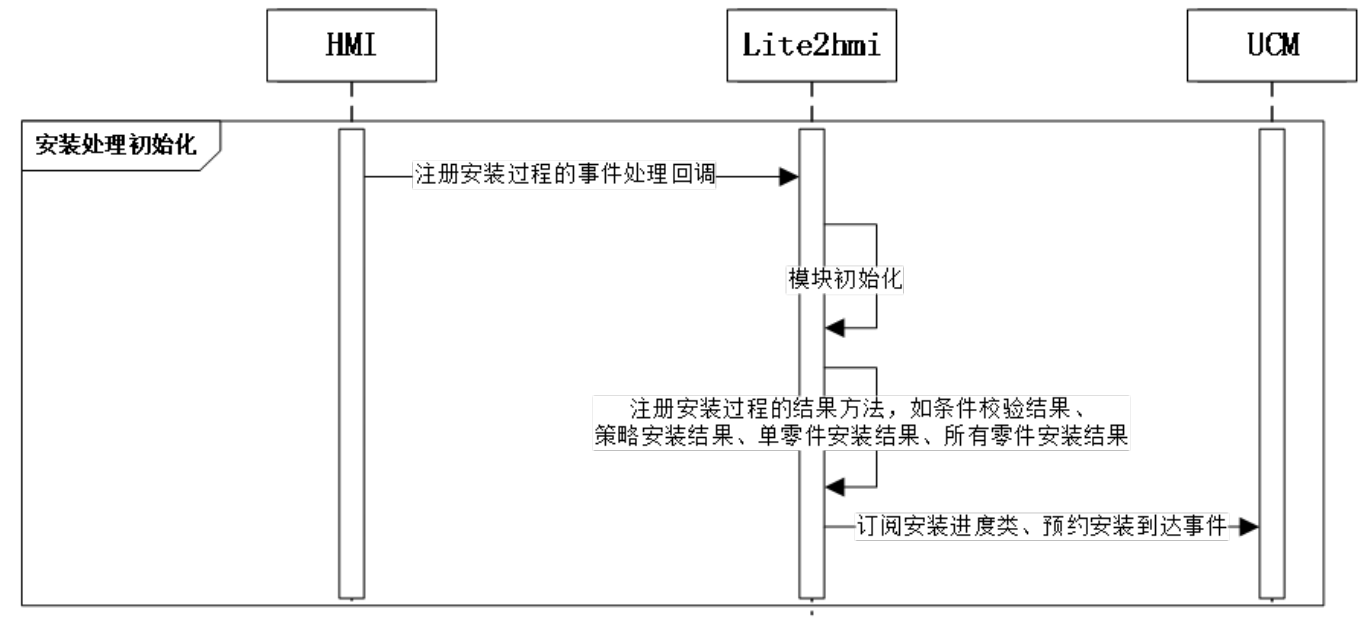 HMI
Lite2hmi
UCM
安装处理初始化
注册安装过程的事件处理回调
模块初始化
注册安装过程的结果方法，如条件校验结果、
策略安装结果、单零件安装结果、所有零件安装结果
订阅安装进度类、预约安装到达事件